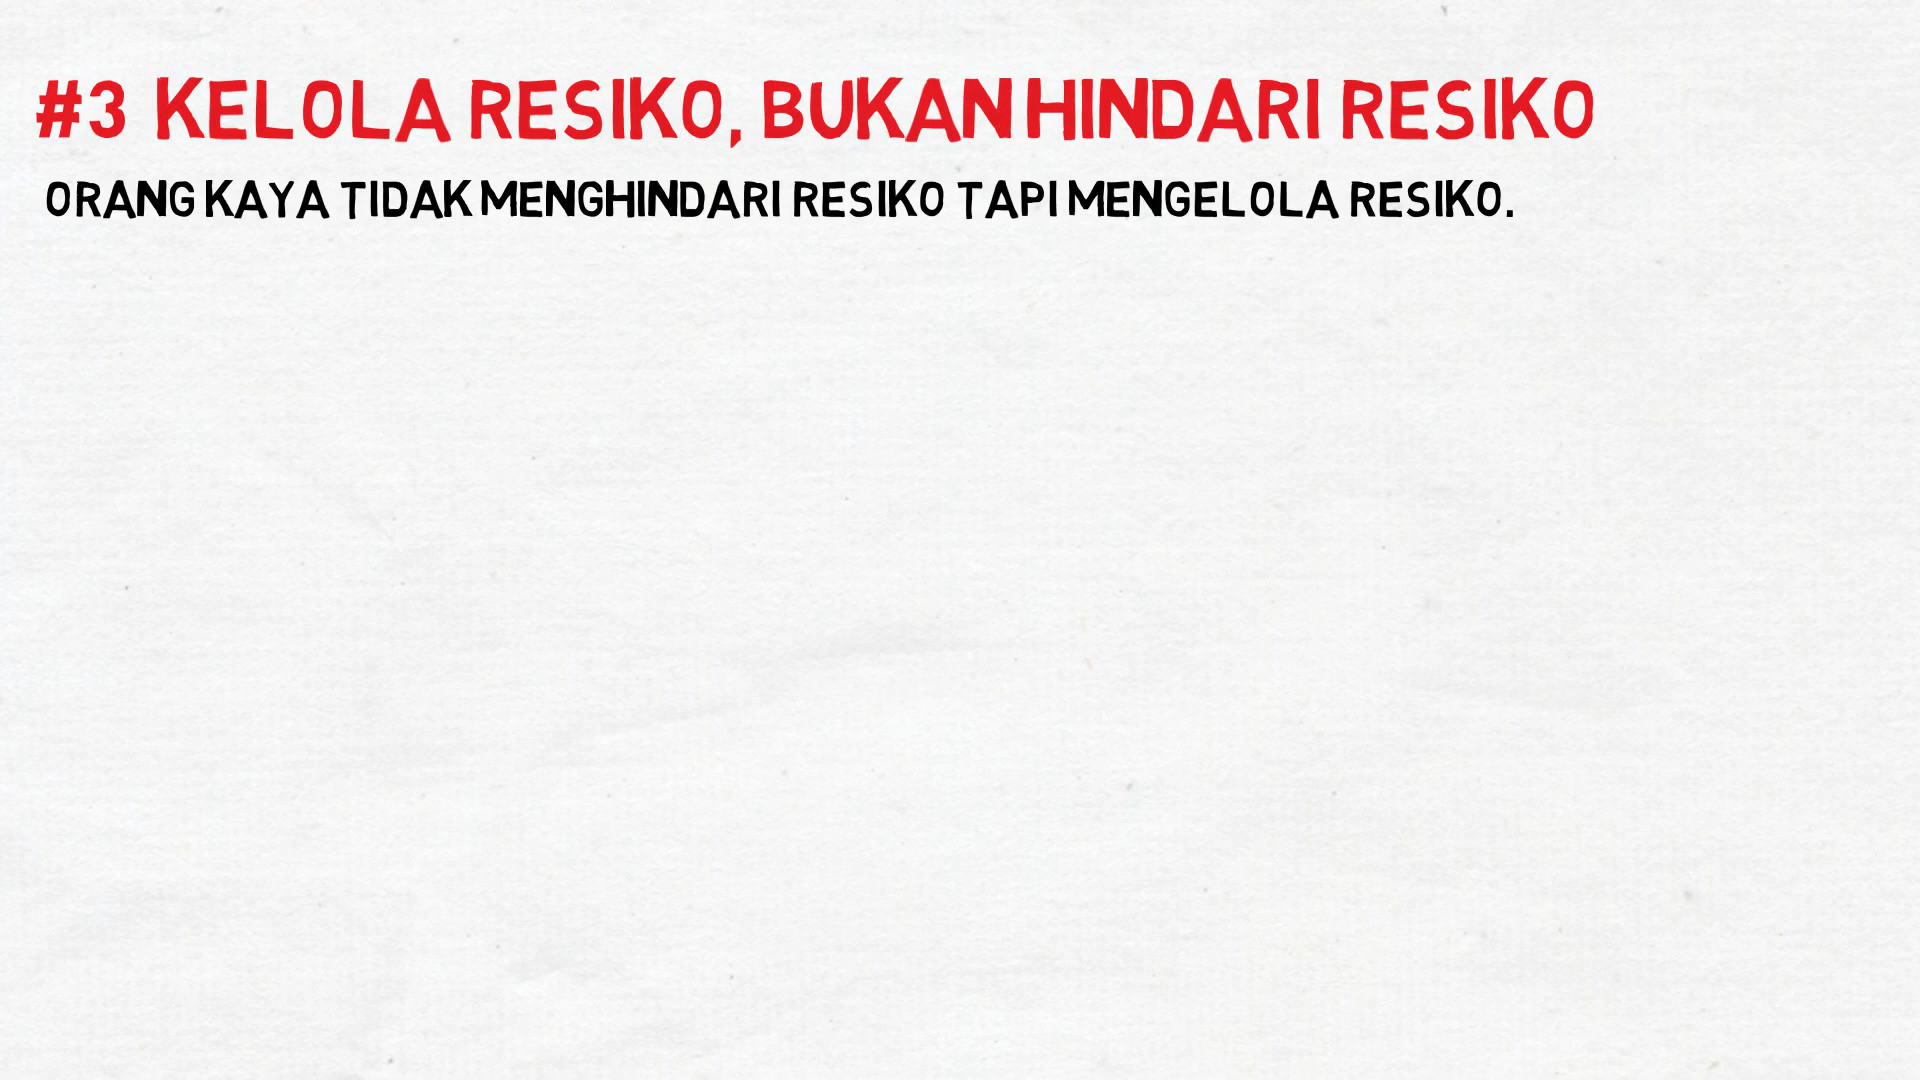 #3 KELOLA RESIKO, BUKAN HINDARI RESIKO
ORANG KAYA TIDAK MENGHINDARI RESIKO TAPI MENGELOLA RESIKO.